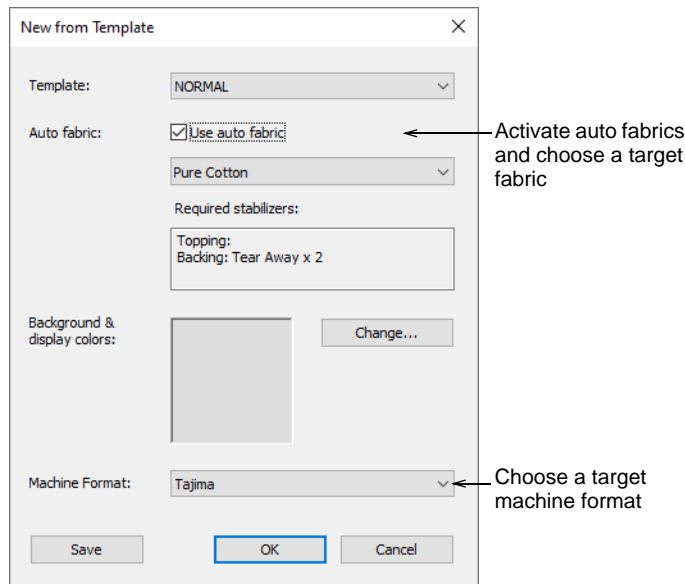 New from Template
Template:
NORMAL
Auto fabric:
Use auto fabric
Activate auto fabrics
and choose a target
fabric
Pure Cotton
Required stabilizers:
Topping:
Backing: Tear Away x 2
Background &
display colors:
Change...
Machine Format:
Tajima
Choose a target
machine format
Save
OK
Cancel